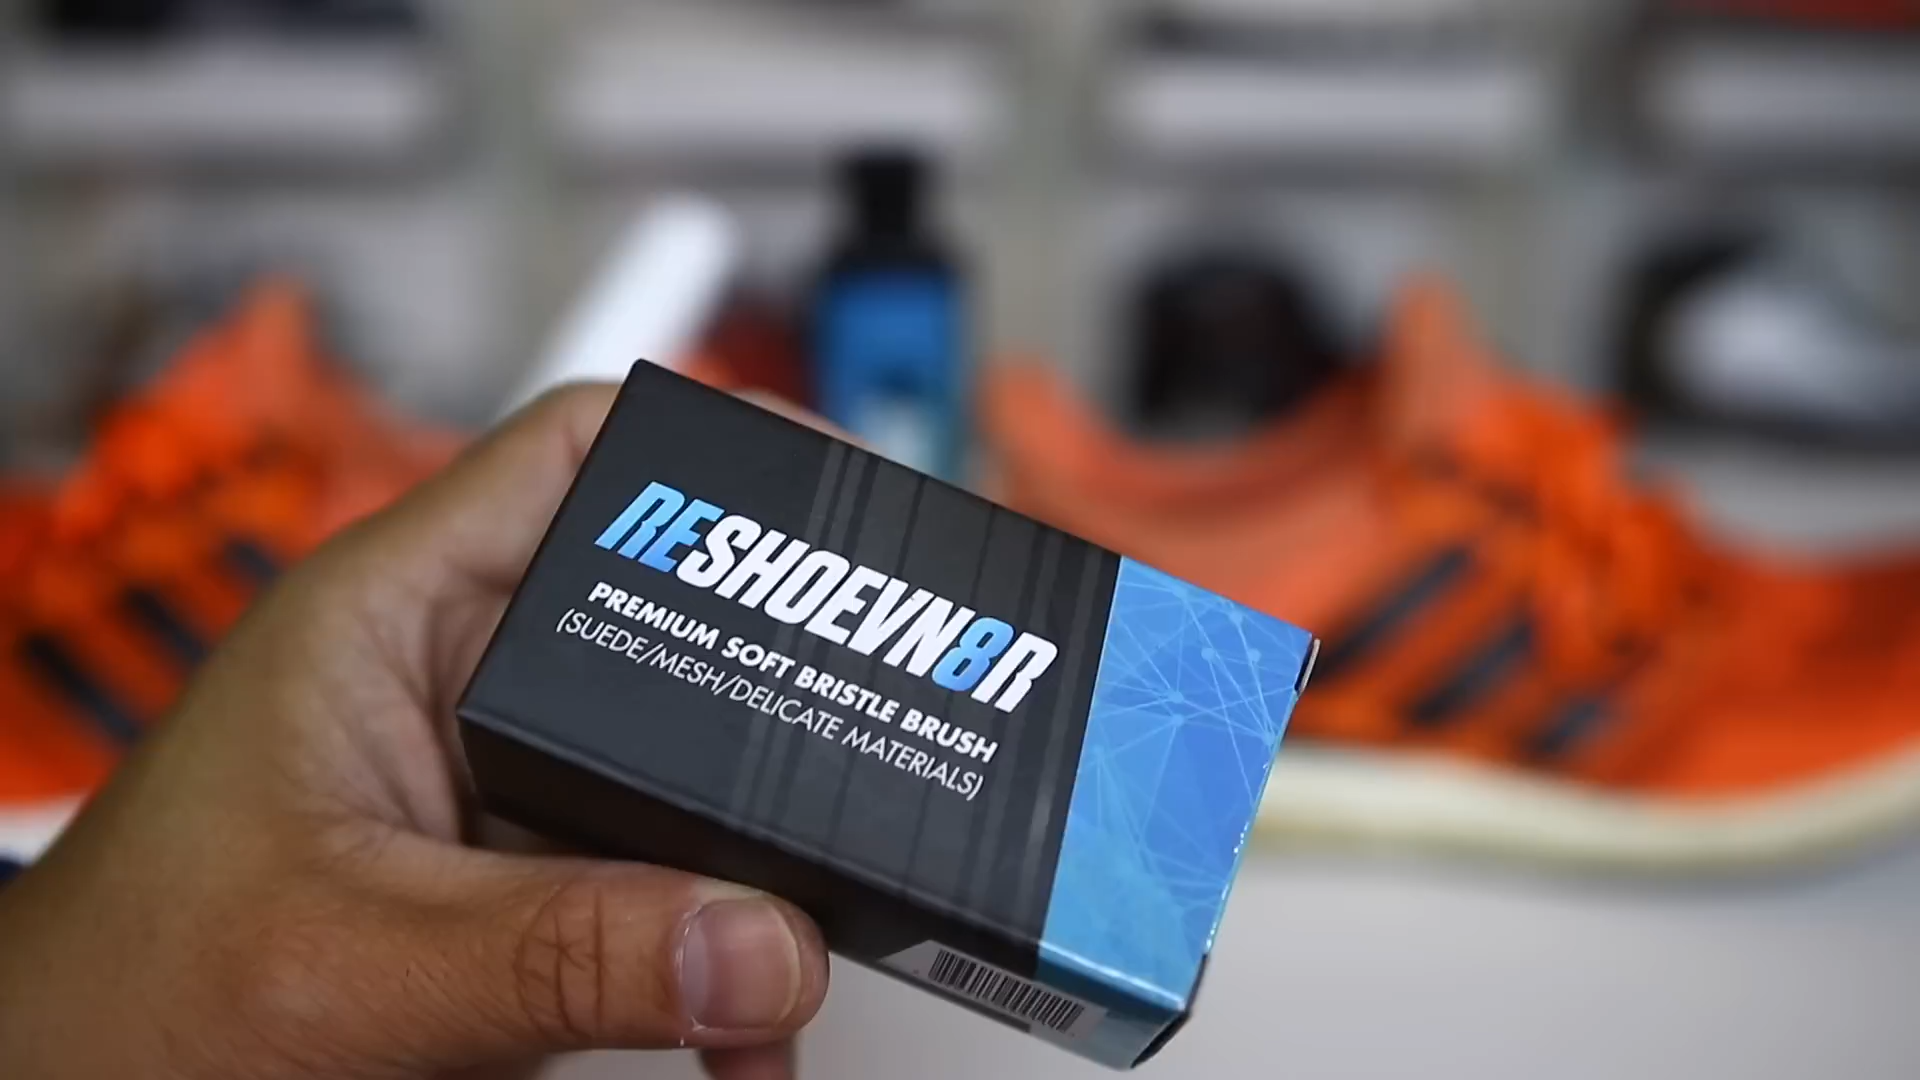 RESHOEVN8R
PREMIUM SOFT BRISTLE BRUSH
(SUEDE/MESH/DELICATE MATERIALS)